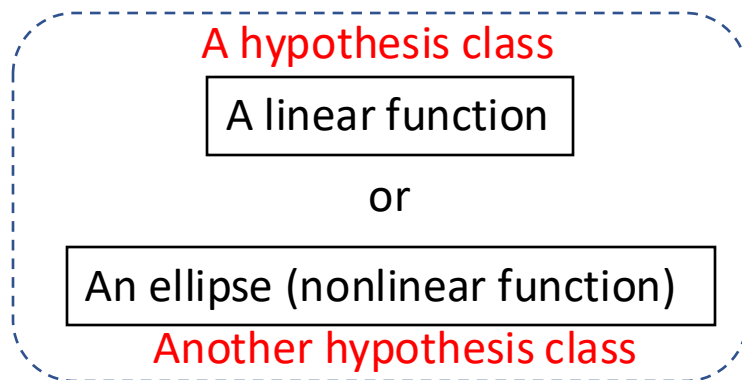 A hypothesis class
A linear function
or
An ellipse (nonlinear function)
Another hypothesis class